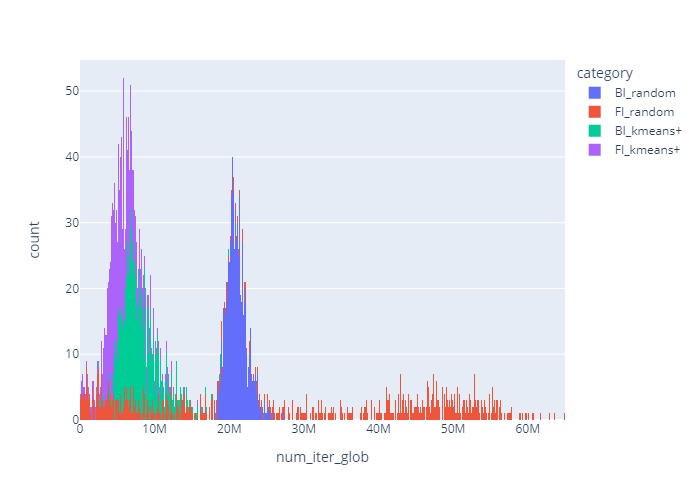 category
BI_random
FI_random
BI_kmeans+
FI_kmeans+
50
40
30
20
10
0
0
10M
20M
30M
40M
50M
60M
count
num_iter_glob